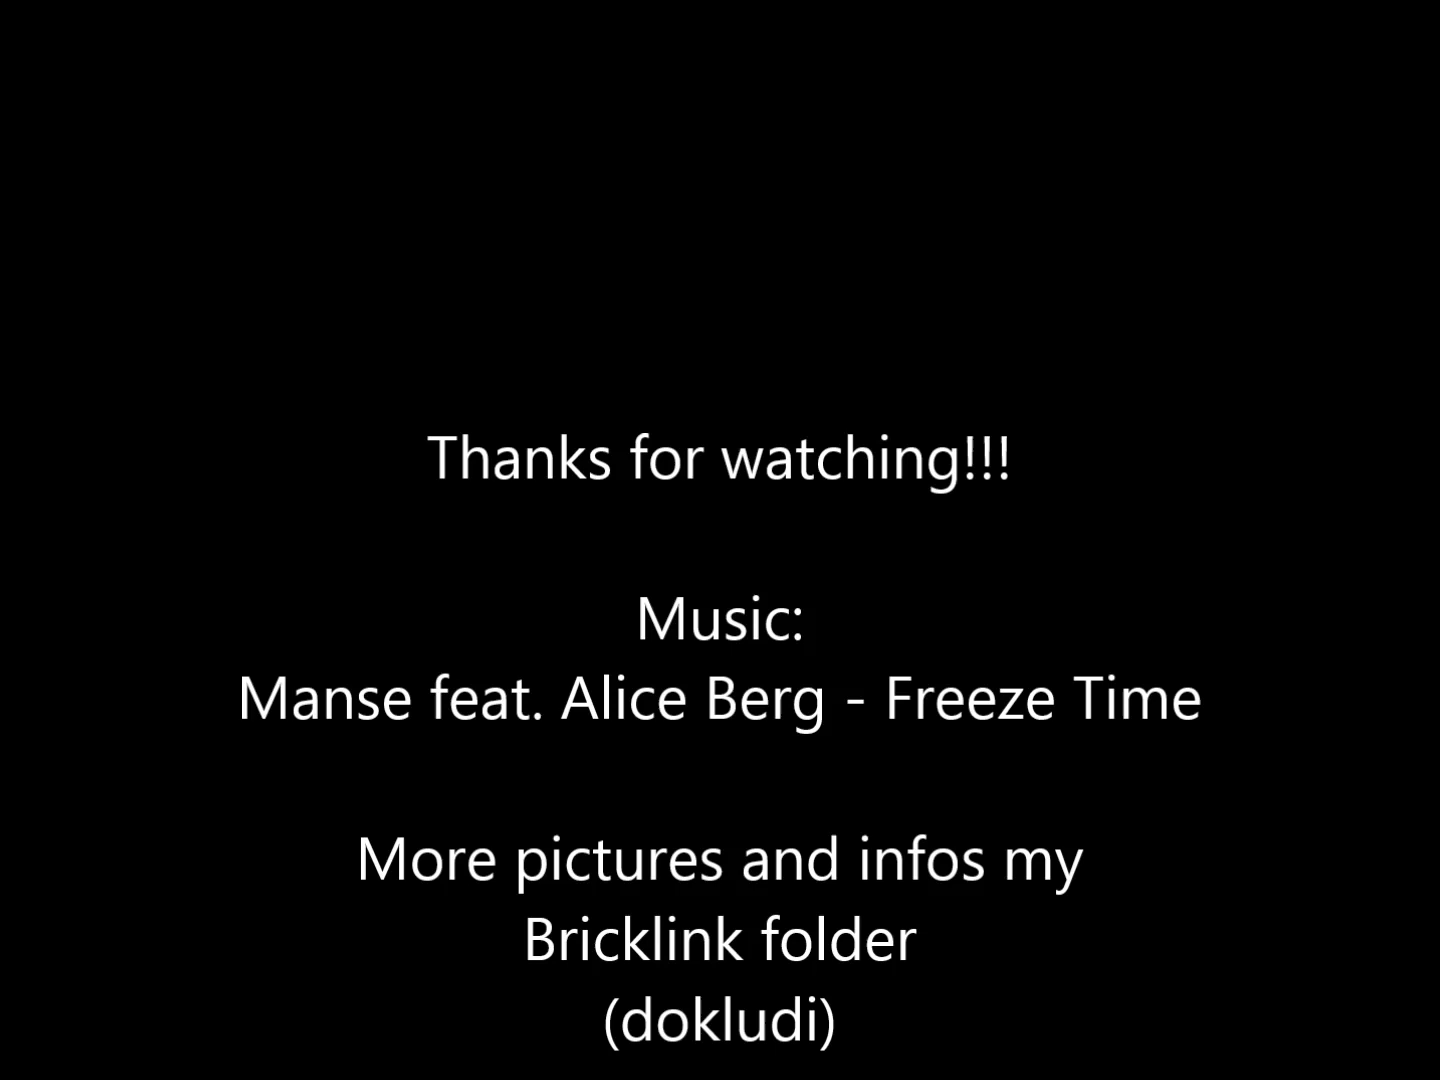 Thanks for watching!!!
Music:
Manse feat. Alice Berg - Freeze Time
More pictures and infos my
Bricklink folder
(dokludi)